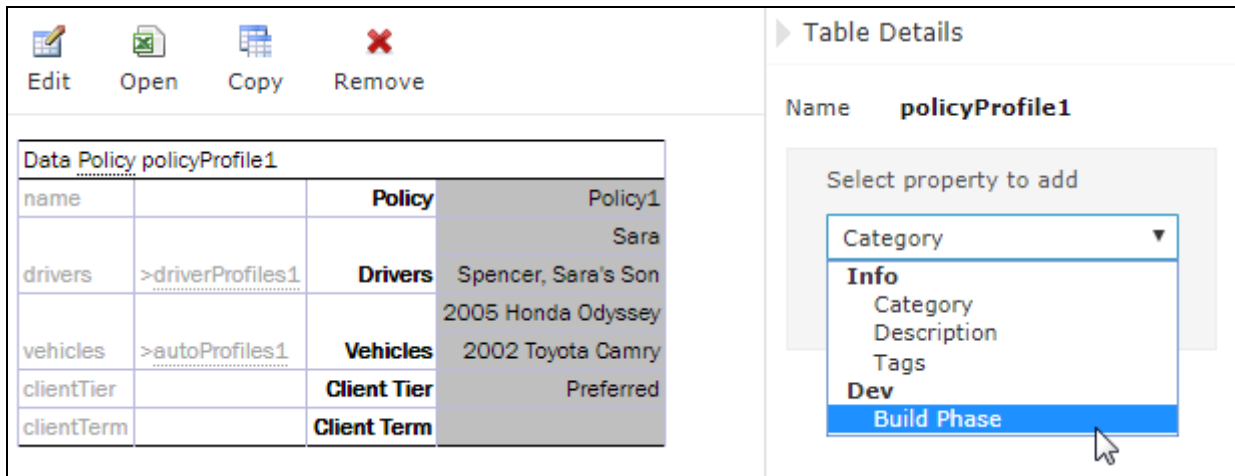 Edit Open Copy Remove
Data Policy policyProfile1
name Policy Policy1
Sara
drivers >driverProfiles1 Drivers Spencer, Sara's Son
2005 Honda Odyssey
vehicles >autoProfiles1 Vehicles 2002 Toyota Camry
clientTier Client Tier Preferred
clientTerm Client Term
Table Details
Name policyProfile1
Select property to add
Category
Info
Category
Description
Tags
Dev
Build Phase